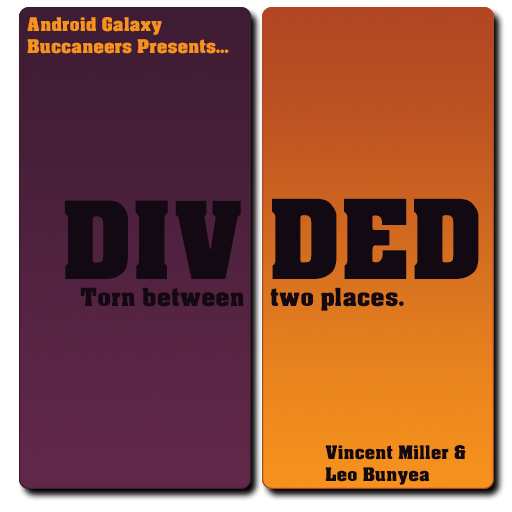 Android Galaxy
Buccaneers Presents...
DIV DED
Torn between two places.
Vincent Miller &
Leo Bunyea